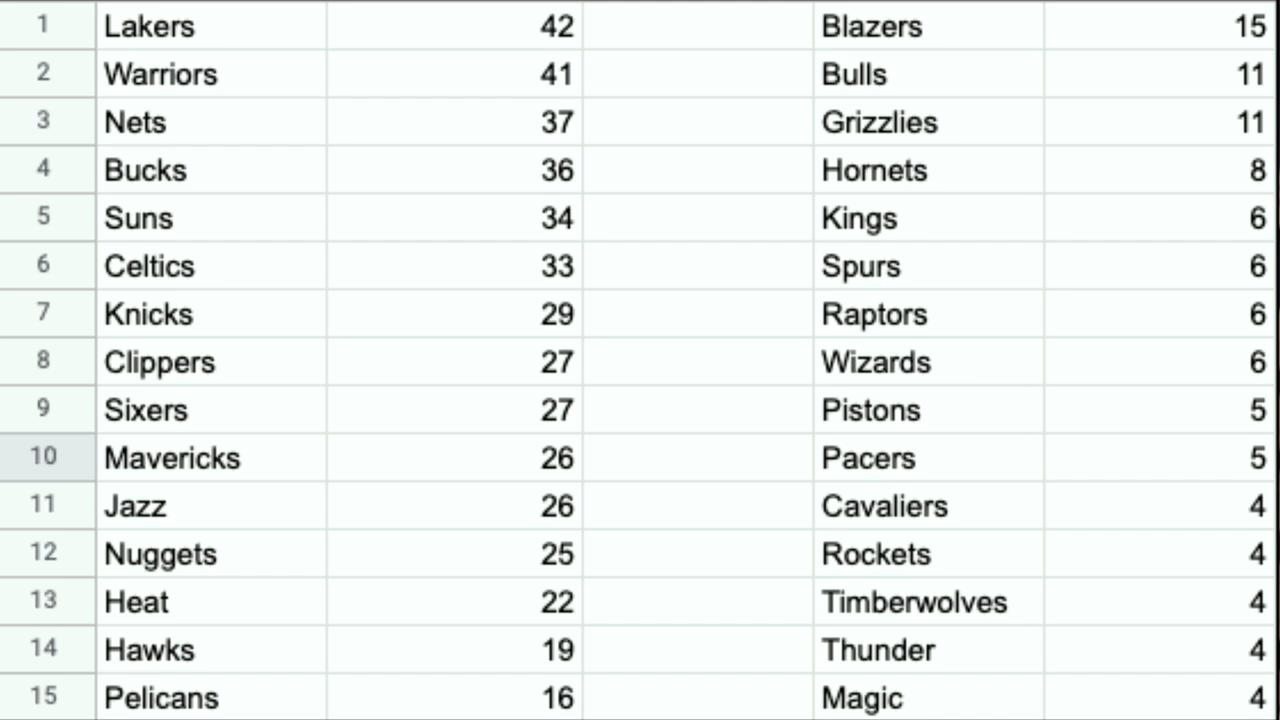 1 Lakers 42 Blazers 15
2 Warriors 41 Bulls 11
3 Nets 37 Grizzlies 11
4 Bucks 36 Hornets 8
5 Suns 34 Kings 6
6 Celtics 33 Spurs 6
7 Knicks 29 Raptors 6
8 Clippers 27 Wizards 6
9 Sixers 27 Pistons 5
10 Mavericks 26 Pacers 5
11 Jazz 26 Cavaliers 4
12 Nuggets 25 Rockets 4
13 Heat 22 Timberwolves 4
14 Hawks 19 Thunder 4
15 Pelicans 16 Magic 4